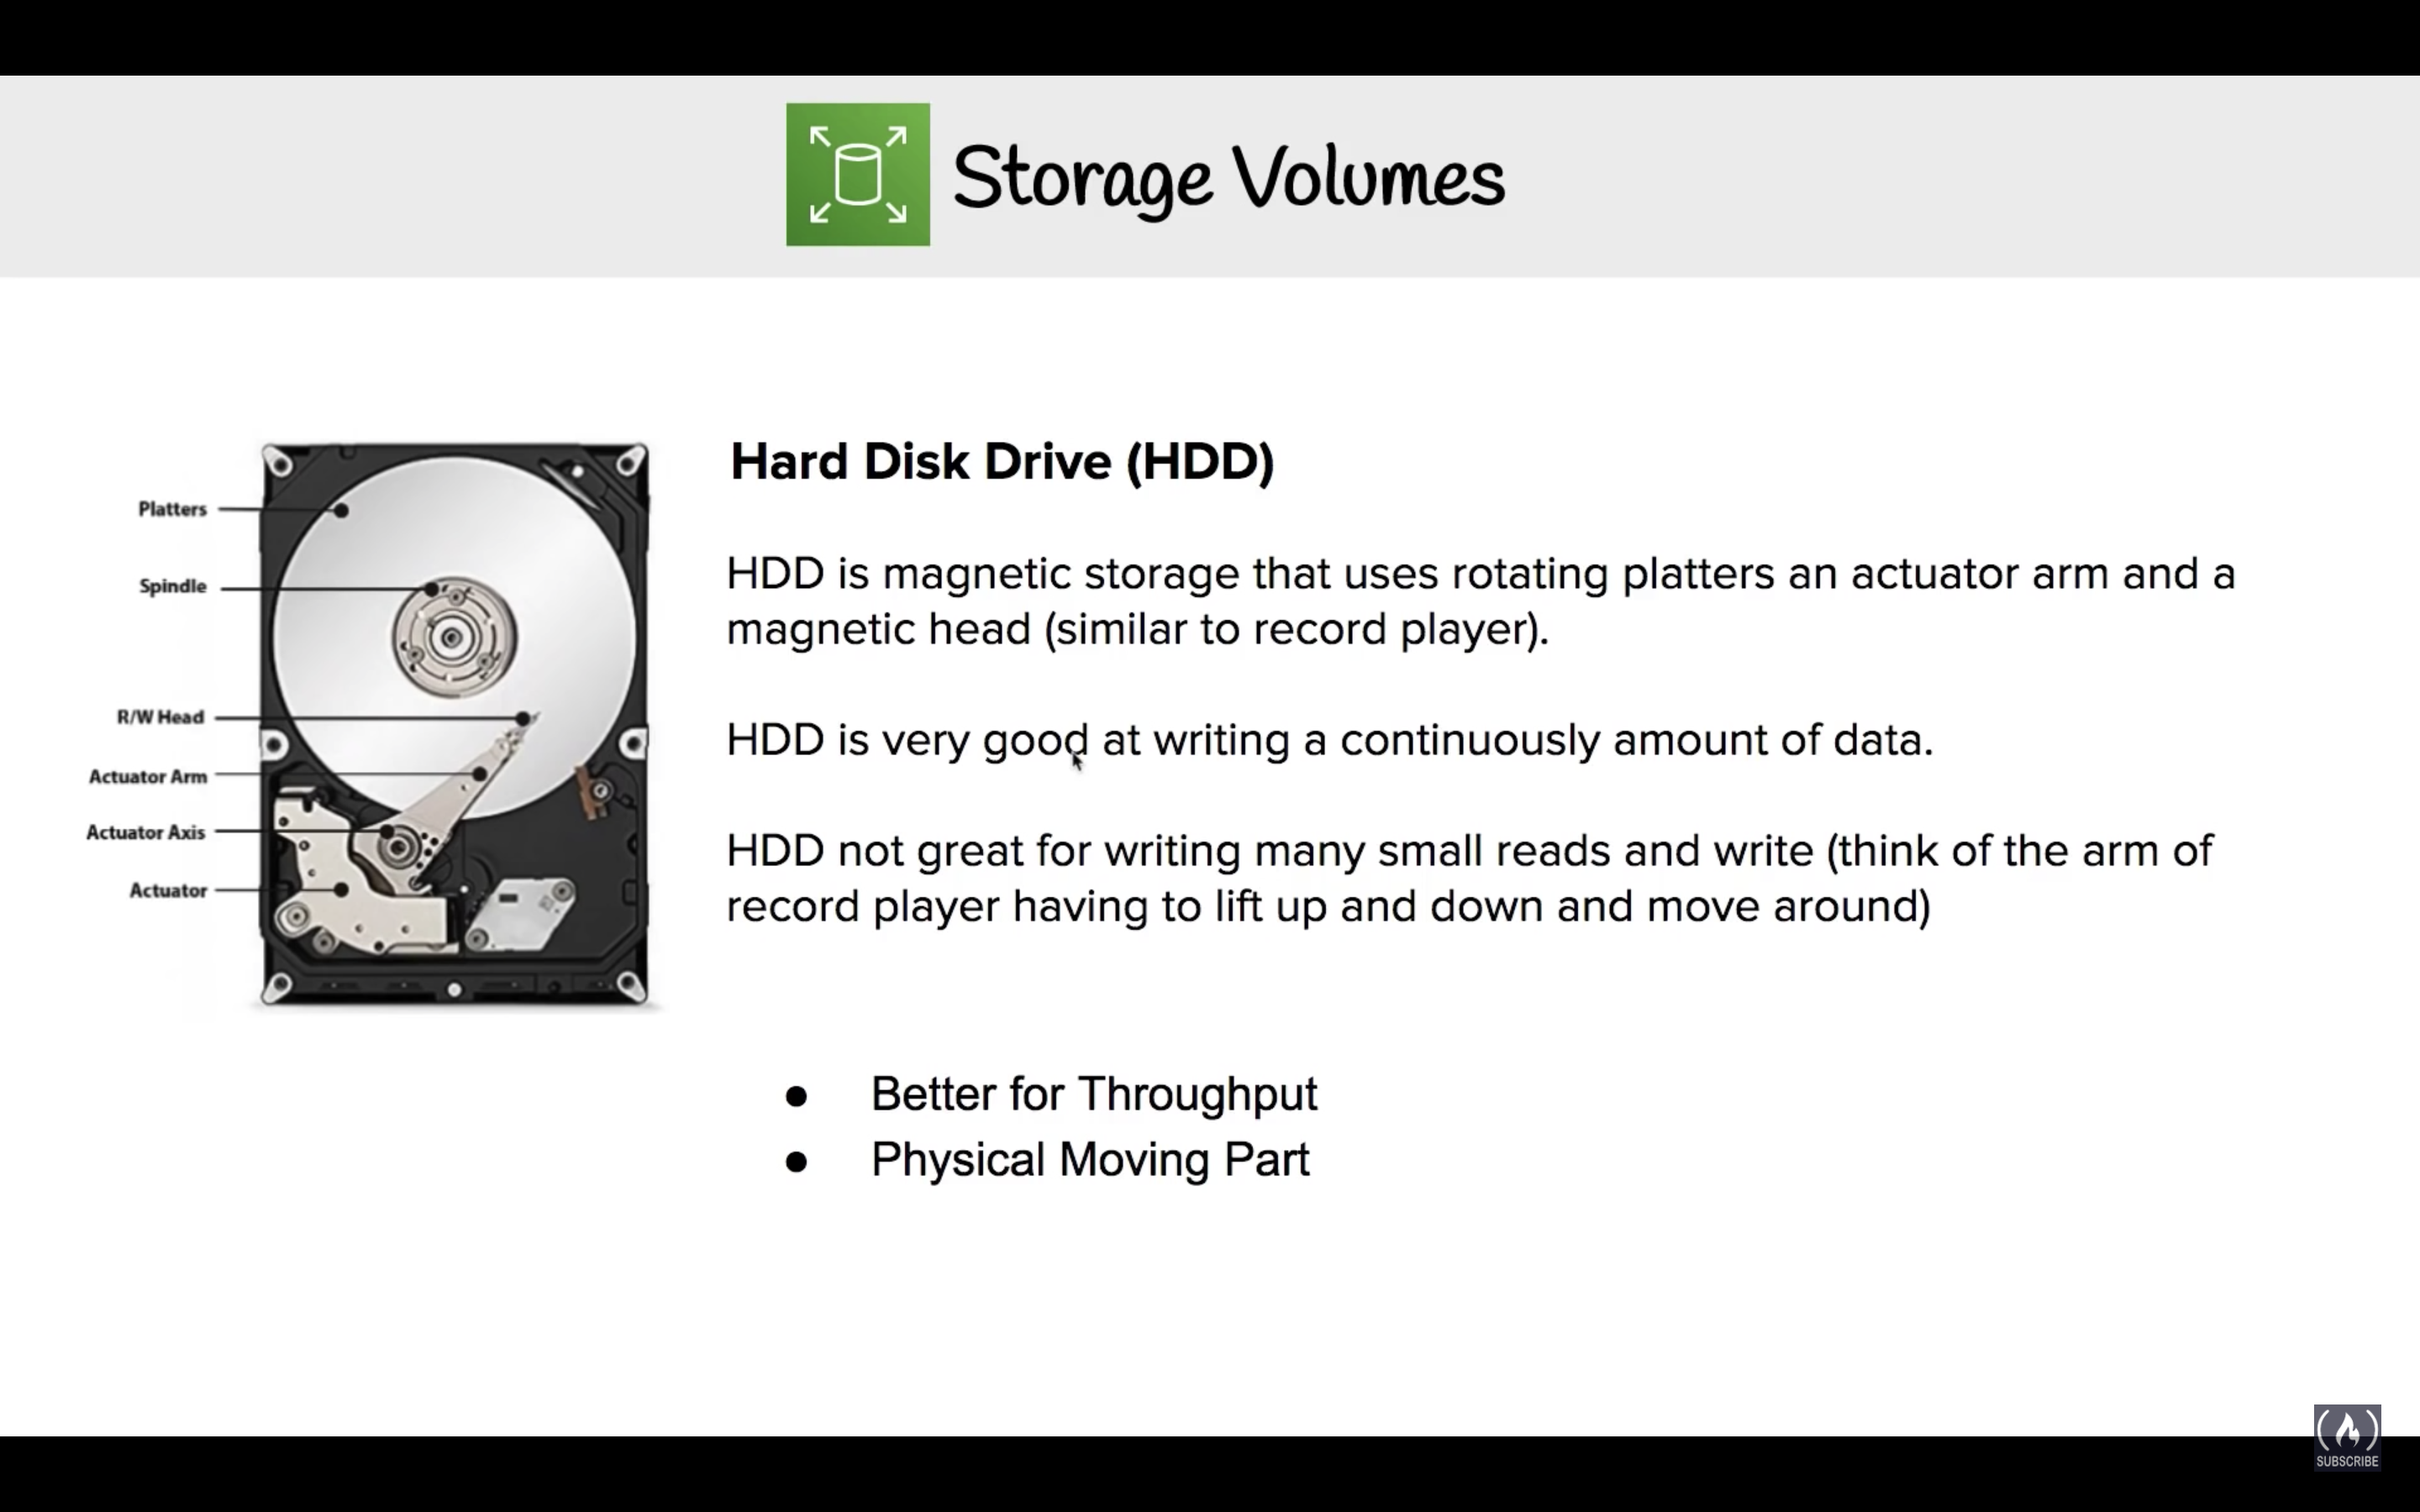 Storage Volumes
Platters
Spindle
R/W Head
Actuator Arm
Actuator Axis
Actuator
Hard Disk Drive (HDD)
HDD is magnetic storage that uses rotating platters an actuator arm and a
magnetic head (similar to record player).
HDD is very good at writing a continuously amount of data.
HDD not great for writing many small reads and write (think of the arm of
record player having to lift up and down and move around)
● Better for Throughput
● Physical Moving Part
SUBSCRIBE